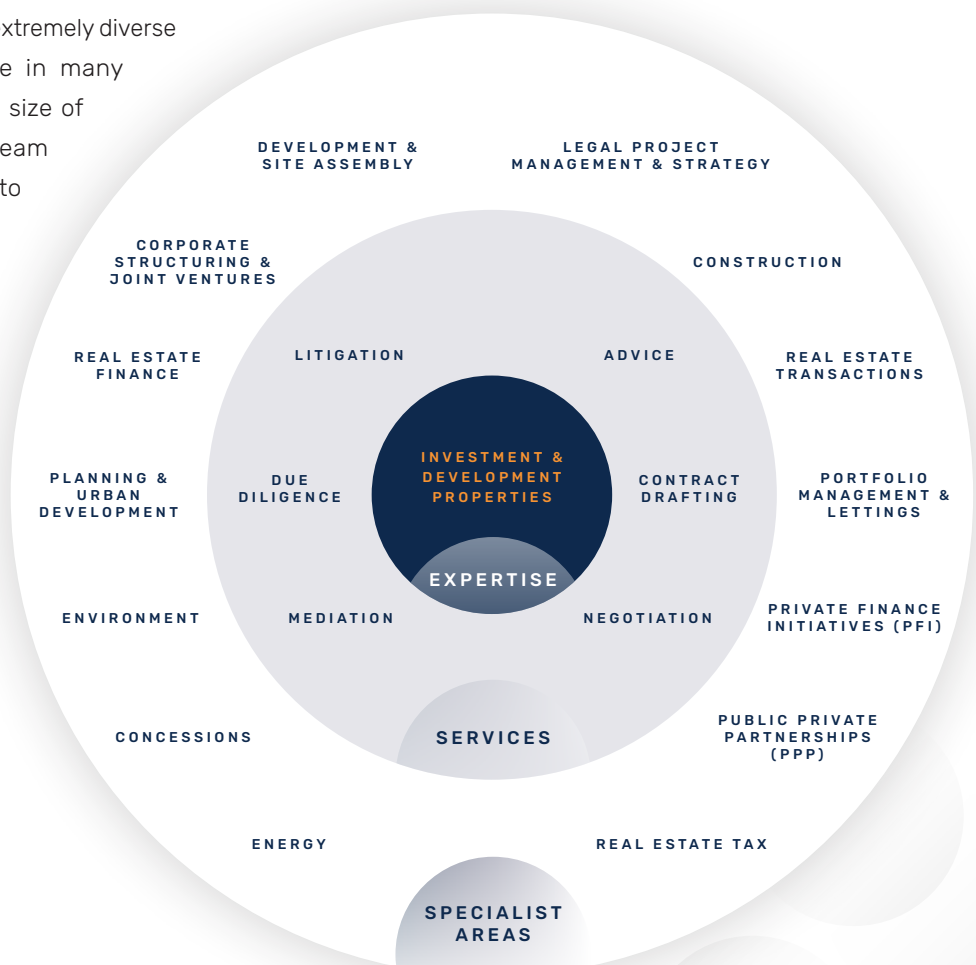 extremely diverse
e in many
size of
eam
to
DEVELOPMENT &
SITE ASSEMBLY
LEGAL PROJECT
MANAGEMENT & STRATEGY
CORPORATE
STRUCTURING &
JOINT VENTURES
CONSTRUCTION
REAL ESTATE
FINANCE
LITIGATION
ADVICE
REAL ESTATE
TRANSACTIONS
PLANNING &
URBAN
DEVELOPMENT
DUE
DILIGENCE
INVESTMENT &
DEVELOPMENT
PROPERTIES
CONTRACT
DRAFTING
PORTFOLIO
MANAGEMENT &
LETTINGS
EXPERTISE
ENVIRONMENT
MEDIATION
NEGOTIATION
PRIVATE FINANCE
INITIATIVES (PFI)
CONCESSIONS
SERVICES
PUBLIC PRIVATE
PARTNERSHIPS
(PPP)
ENERGY
REAL ESTATE TAX
SPECIALIST
AREAS